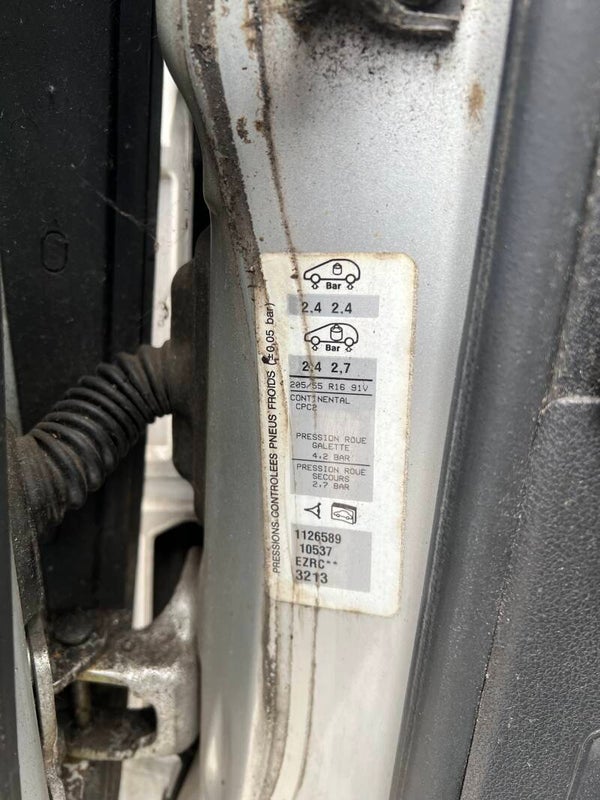 Bar
2.4 2.4
Bar
2.4 2,7
205/55 R16 91V
CONTINENTAL
CPC2
PRESSION ROUE
GALETTE
4.2 BAR
PRESSION ROUE
SECOURS
2.7 BAR
1126589
10537
EZRC**
3213
PRESSIONS CONTROLEES PNEUS FROIDS (±0,05 bar)